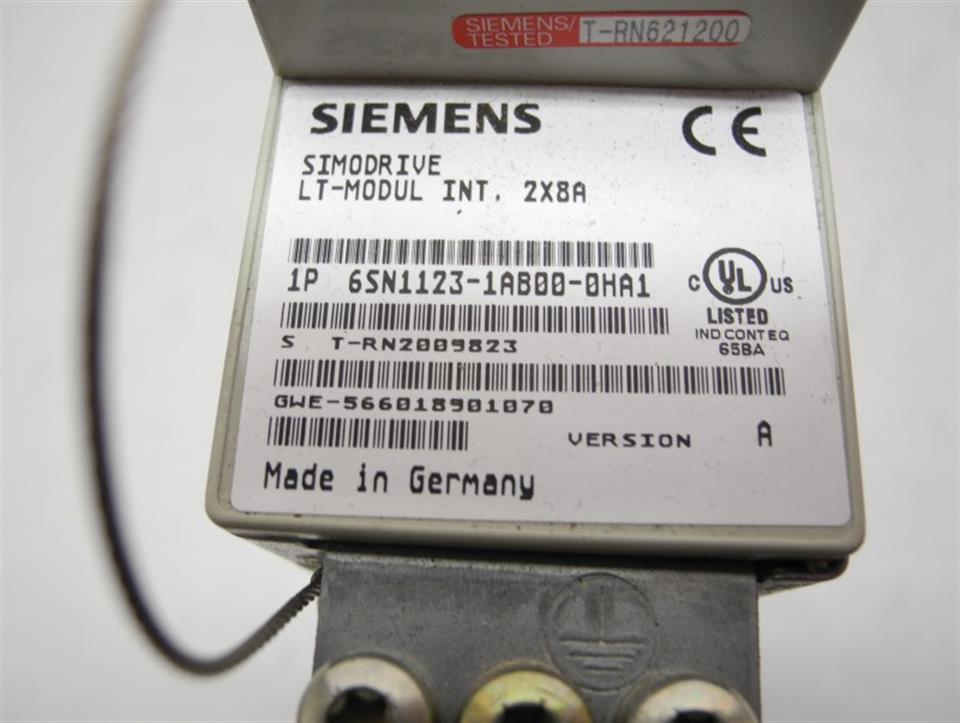 SIEMENS/ T-RN621200
TESTED
SIEMENS CE
SIMODRIVE
LT-MODUL INT. 2X8A
1P 6SN1123-1AB00-0HA1
C UL US
LISTED
IND CONT EQ
65BA
S T-RN2009823
GWE-566018901070
VERSION A
Made in Germany